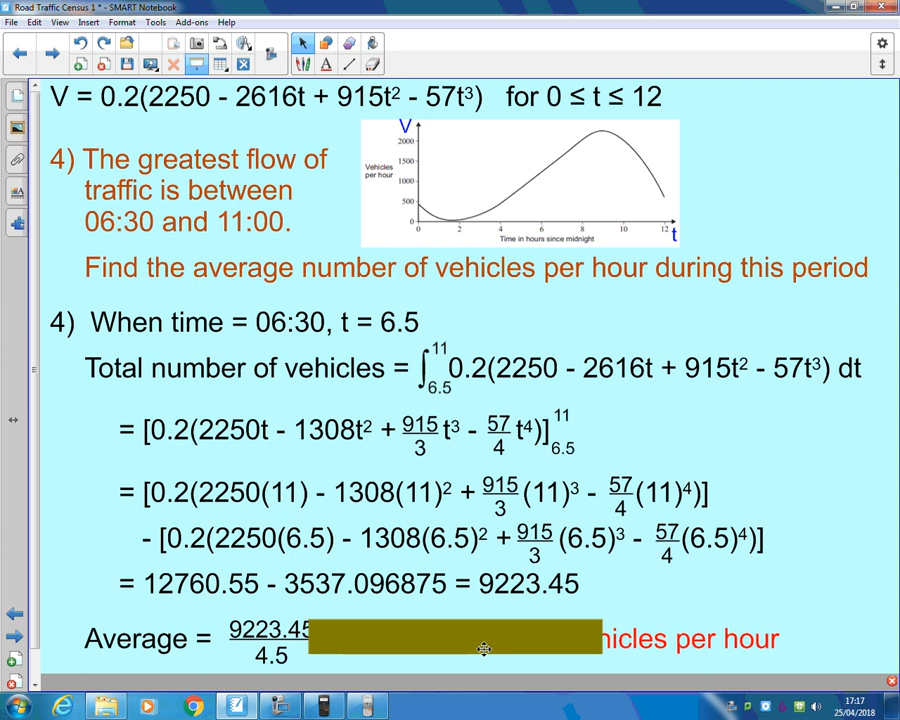 Road Traffic Census 1 * - SMART Notebook
File Edit View Insert Format Tools Add-ons Help
V = 0.2(2250 - 2616t + 915t² - 57t³) for 0 ≤ t ≤ 12
4) The greatest flow of
traffic is between
06:30 and 11:00.
V
Vehicles
per hour
2000
1500
1000
500
0
0 2 4 6 8 10 12 t
Time in hours since midnight
Find the average number of vehicles per hour during this period
4) When time = 06:30, t = 6.5
Total number of vehicles = ∫₆.₅¹¹ 0.2(2250 - 2616t + 915t² - 57t³) dt
= [0.2(2250t - 1308t² + 915/3 t³ - 57/4 t⁴)]₆.₅¹¹
= [0.2(2250(11) - 1308(11)² + 915/3 (11)³ - 57/4 (11)⁴)]
- [0.2(2250(6.5) - 1308(6.5)² + 915/3 (6.5)³ - 57/4 (6.5)⁴)]
= 12760.55 - 3537.096875 = 9223.45
Average = 9223.45/4.5 hicles per hour
17:17
25/04/2018